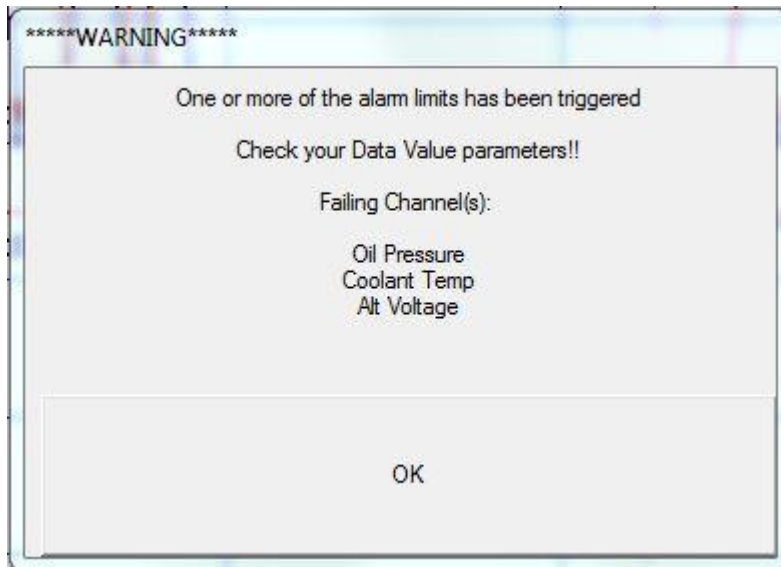 *****WARNING*****
One or more of the alarm limits has been triggered
Check your Data Value parameters!!
Failing Channel(s):
Oil Pressure
Coolant Temp
Alt Voltage
OK